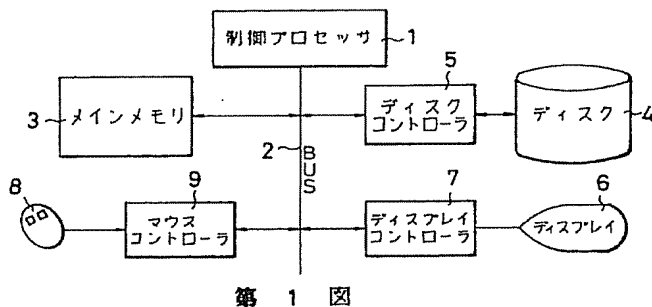 制御プロセッサ
1
5
3
メインメモリ
ディスク
コントローラ
ディスク
4
2
BUS
8
9
7
6
マウス
コントローラ
ディスプレイ
コントローラ
ディスプレイ
第 1 図